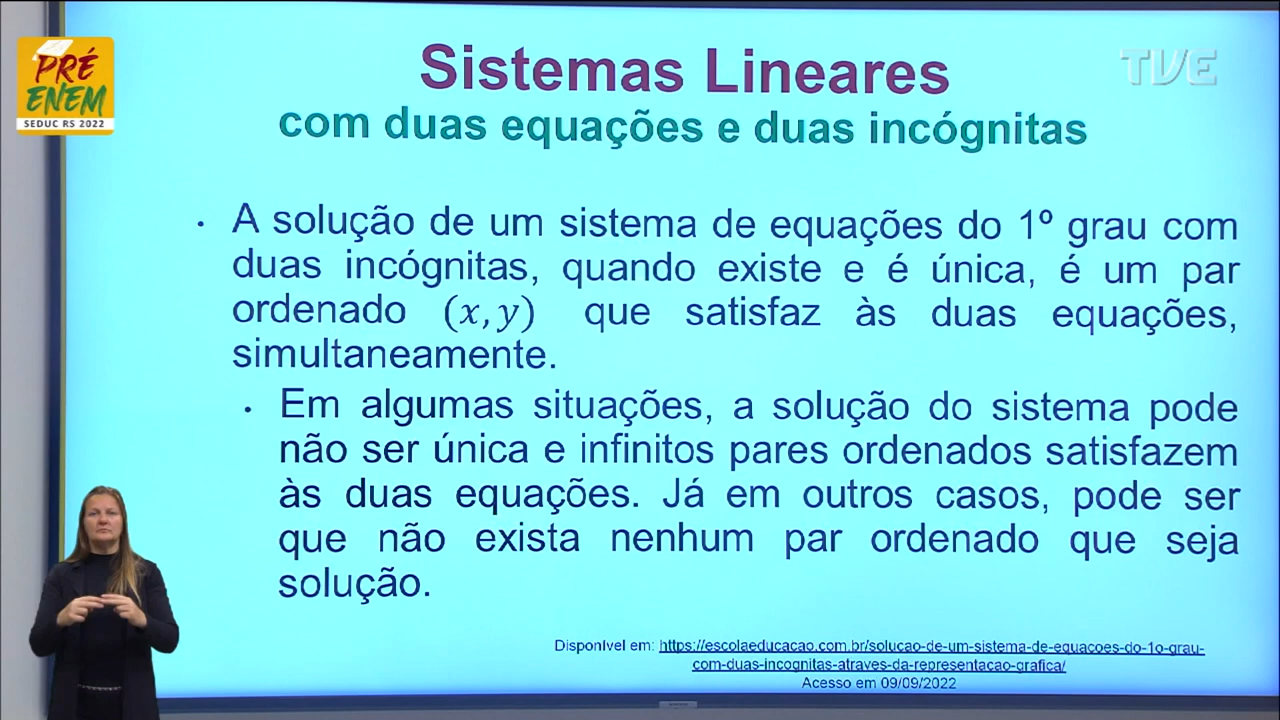 PRÉ
ENEM
SEDUC RS 2022
TVE
Sistemas Lineares
com duas equações e duas incógnitas
• A solução de um sistema de equações do 1º grau com
duas incógnitas, quando existe e é única, é um par
ordenado (x, y) que satisfaz às duas equações,
simultaneamente.
• Em algumas situações, a solução do sistema pode
não ser única e infinitos pares ordenados satisfazem
às duas equações. Já em outros casos, pode ser
que não exista nenhum par ordenado que seja
solução.
Disponível em: https://escolaeducacao.com.br/solucao-de-um-sistema-de-equacoes-do-1o-grau-
com-duas-incognitas-atraves-da-representacao-grafica/
Acesso em 09/09/2022